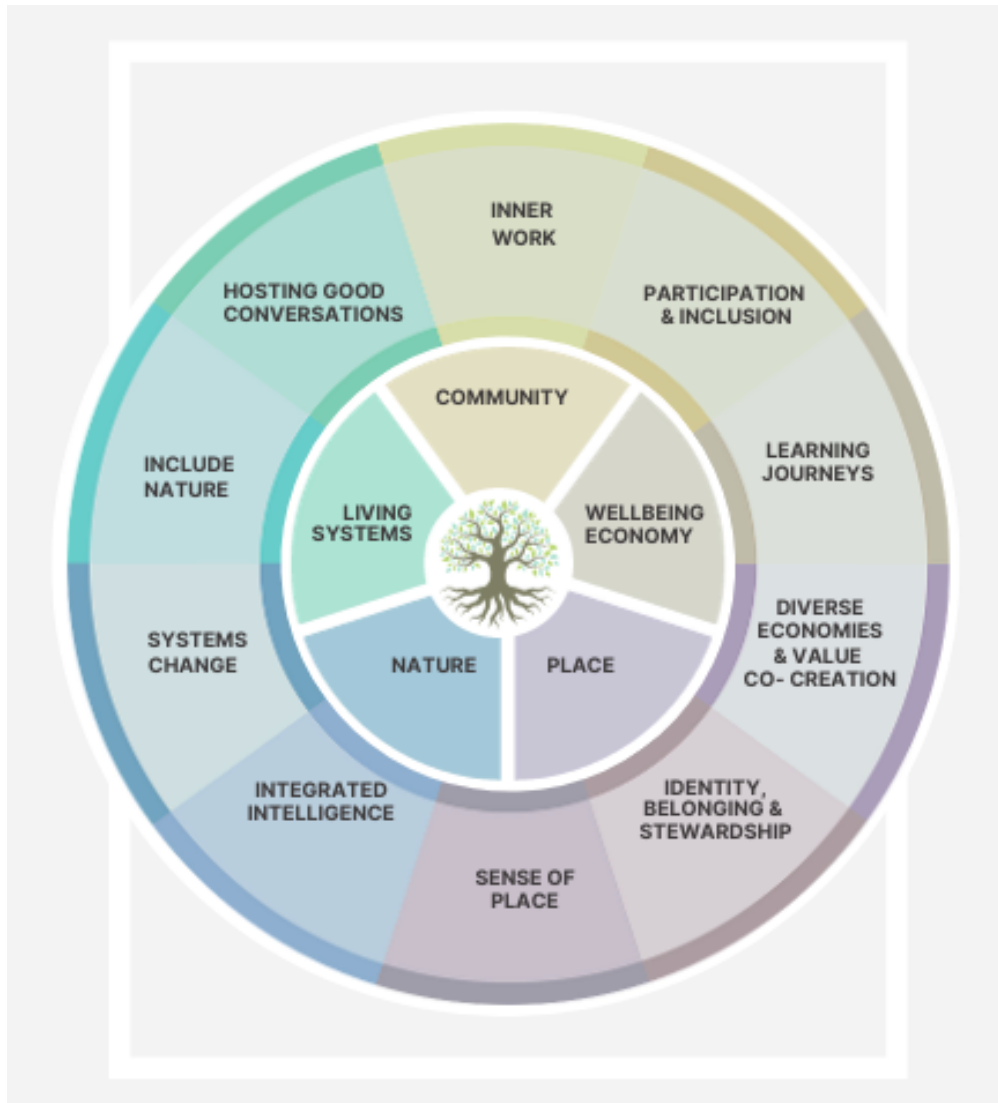 INNER
WORK
PARTICIPATION
& INCLUSION
LEARNING
JOURNEYS
DIVERSE
ECONOMIES
& VALUE
CO- CREATION
IDENTITY,
BELONGING &
STEWARDSHIP
SENSE OF
PLACE
INTEGRATED
INTELLIGENCE
SYSTEMS
CHANGE
INCLUDE
NATURE
HOSTING GOOD
CONVERSATIONS
COMMUNITY
WELLBEING
ECONOMY
PLACE
NATURE
LIVING
SYSTEMS